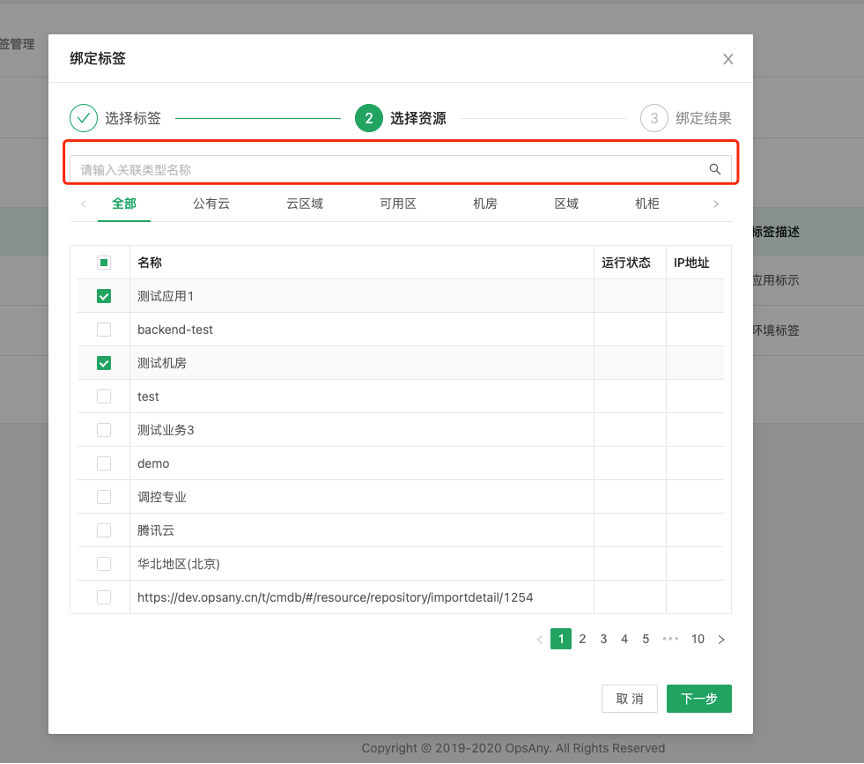 签管理
绑定标签
选择标签
2 选择资源
3 绑定结果
请输入关联类型名称
全部 公有云 云区域 可用区 机房 区域 机柜
标签描述
名称 运行状态 IP地址
应用标示
测试应用1
backend-test
环境标签
测试机房
test
测试业务3
demo
调控专业
腾讯云
华北地区(北京)
https://dev.opsany.cn/t/cmdb/#/resource/repository/importdetail/1254
1 2 3 4 5 ••• 10
取 消 下一步
Copyright © 2019-2020 OpsAny. All Rights Reserved